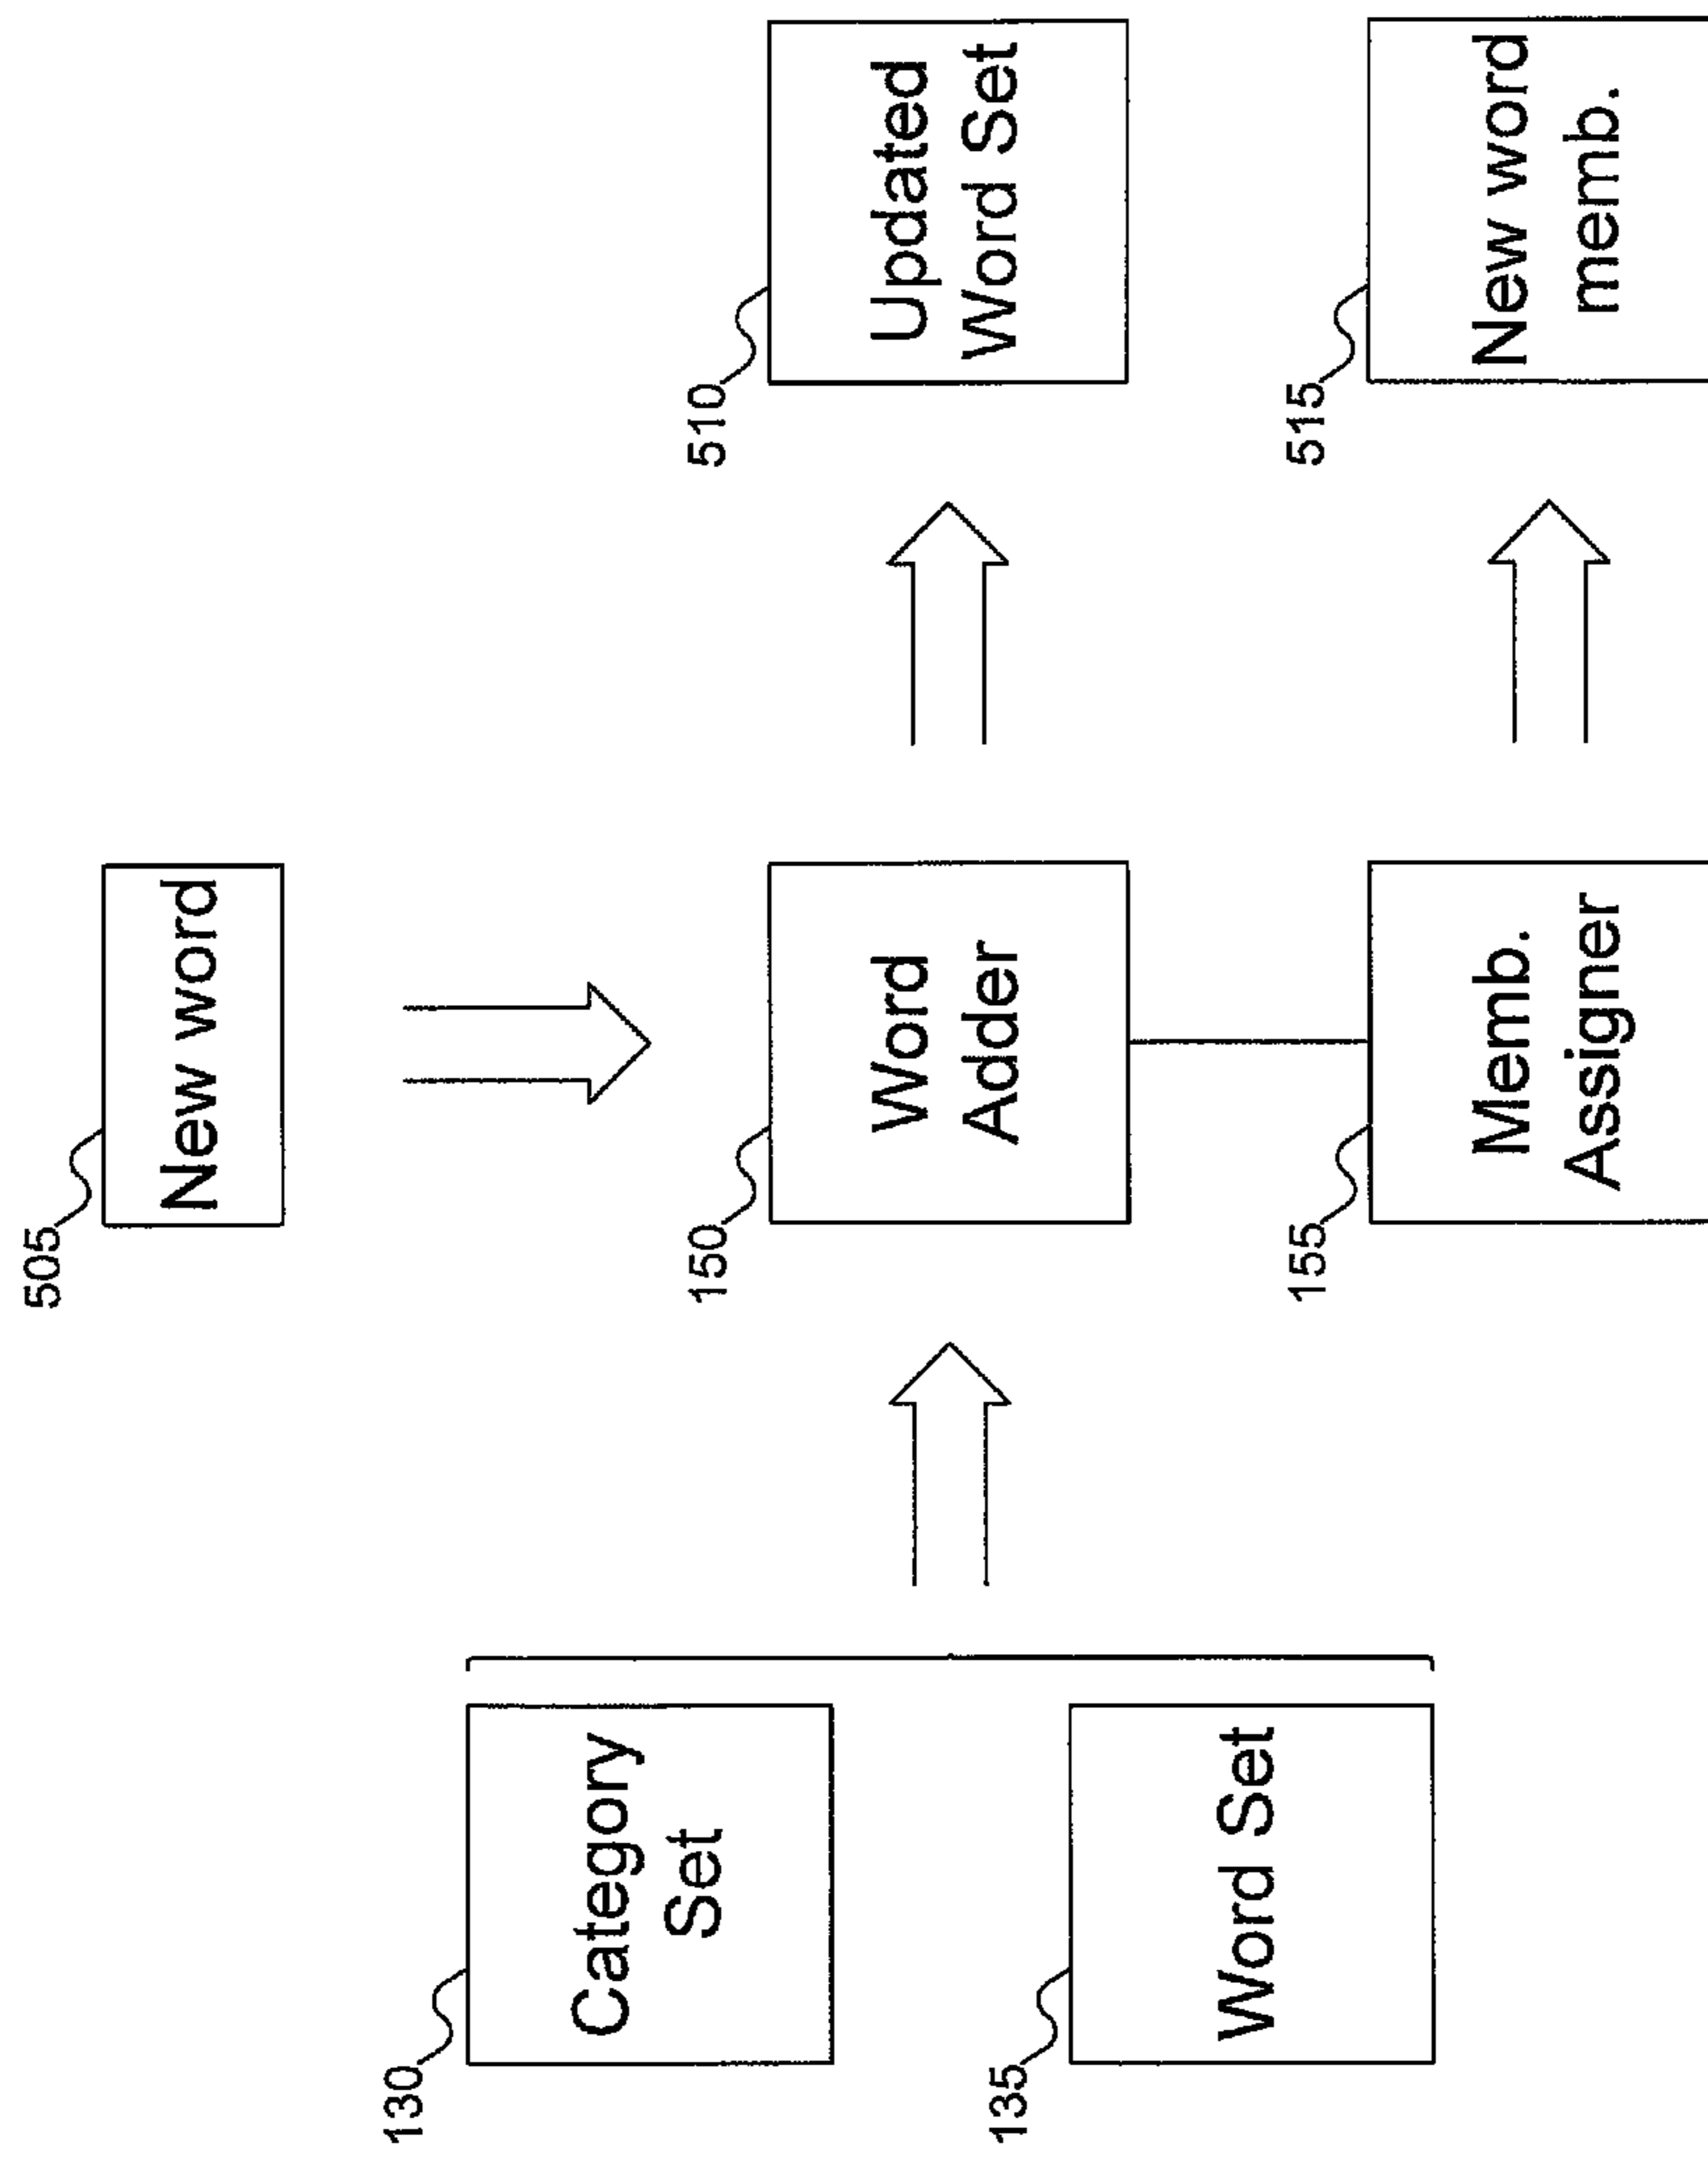 505
New word
130
Category
Set
150
Word
Adder
510
Updated
Word Set
135
Word Set
155
Memb.
Assigner
515
New word
memb.